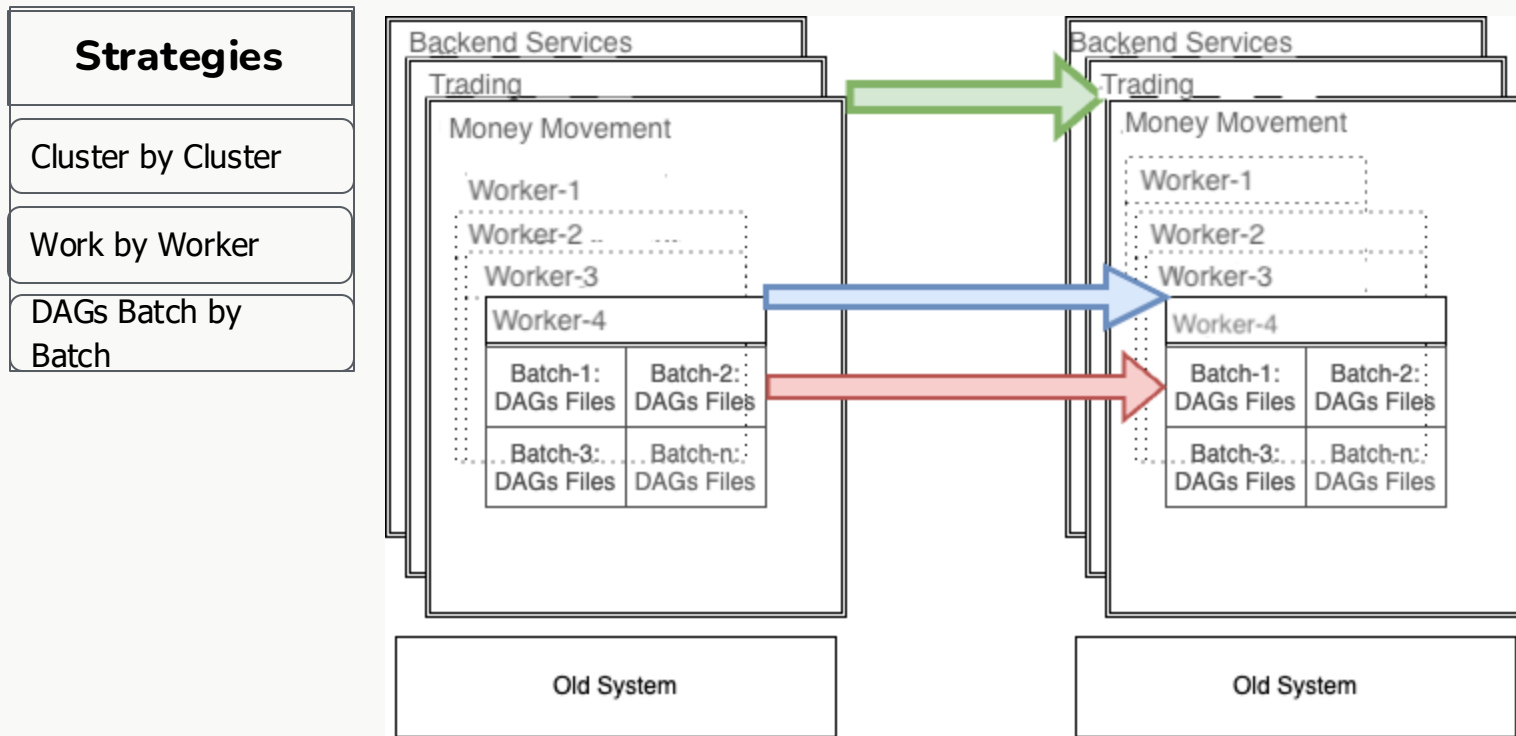 Strategies
Cluster by Cluster
Work by Worker
DAGs Batch by
Batch
Backend Services
Trading
Money Movement
Worker-1
Worker-2
Worker-3
Worker-4
Batch-1:
DAGs Files
Batch-2:
DAGs Files
Batch-3:
DAGs Files
Batch-n:
DAGs Files
Old System
Backend Services
Trading
Money Movement
Worker-1
Worker-2
Worker-3
Worker-4
Batch-1:
DAGs Files
Batch-2:
DAGs Files
Batch-3:
DAGs Files
Batch-n:
DAGs Files
Old System